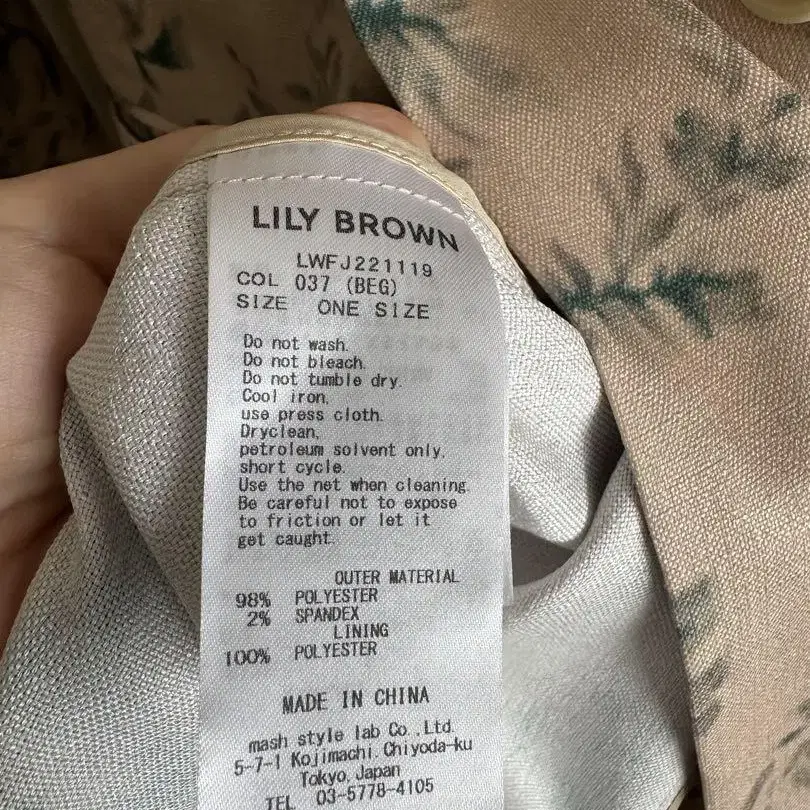 LILY BROWN
LWFJ221119
COL 037 (BEG)
SIZE ONE SIZE
Do not wash.
Do not bleach.
Do not tumble dry.
Cool iron,
use press cloth.
Dryclean,
petroleum solvent only,
short cycle.
Use the net when cleaning.
Be careful not to expose
to friction or let it
get caught.
OUTER MATERIAL
98% POLYESTER
2% SPANDEX
LINING
100% POLYESTER
MADE IN CHINA
mash style lab Co.,Ltd.
5-7-1 Kojimachi.Chiyoda-ku
Tokyo.Japan
TEL 03-5778-4105